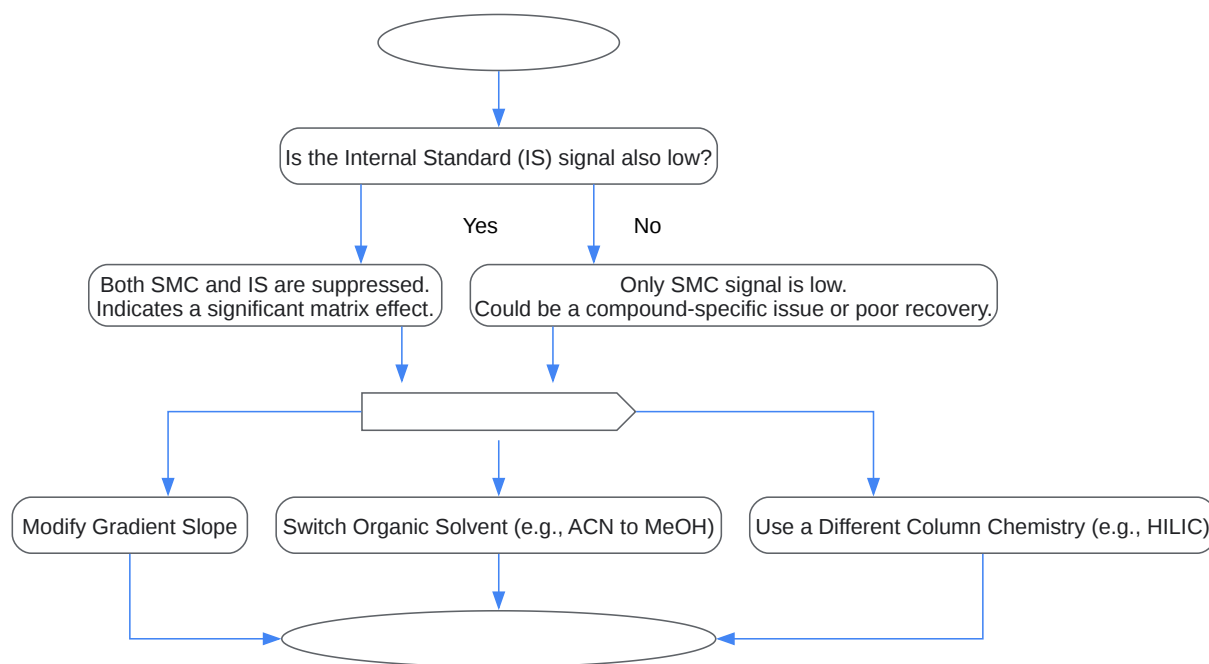 Is the Internal Standard (IS) signal also low?
Yes
No
Both SMC and IS are suppressed.
Indicates a significant matrix effect.
Only SMC signal is low.
Could be a compound-specific issue or poor recovery.
Modify Gradient Slope
Switch Organic Solvent (e.g., ACN to MeOH)
Use a Different Column Chemistry (e.g., HILIC)